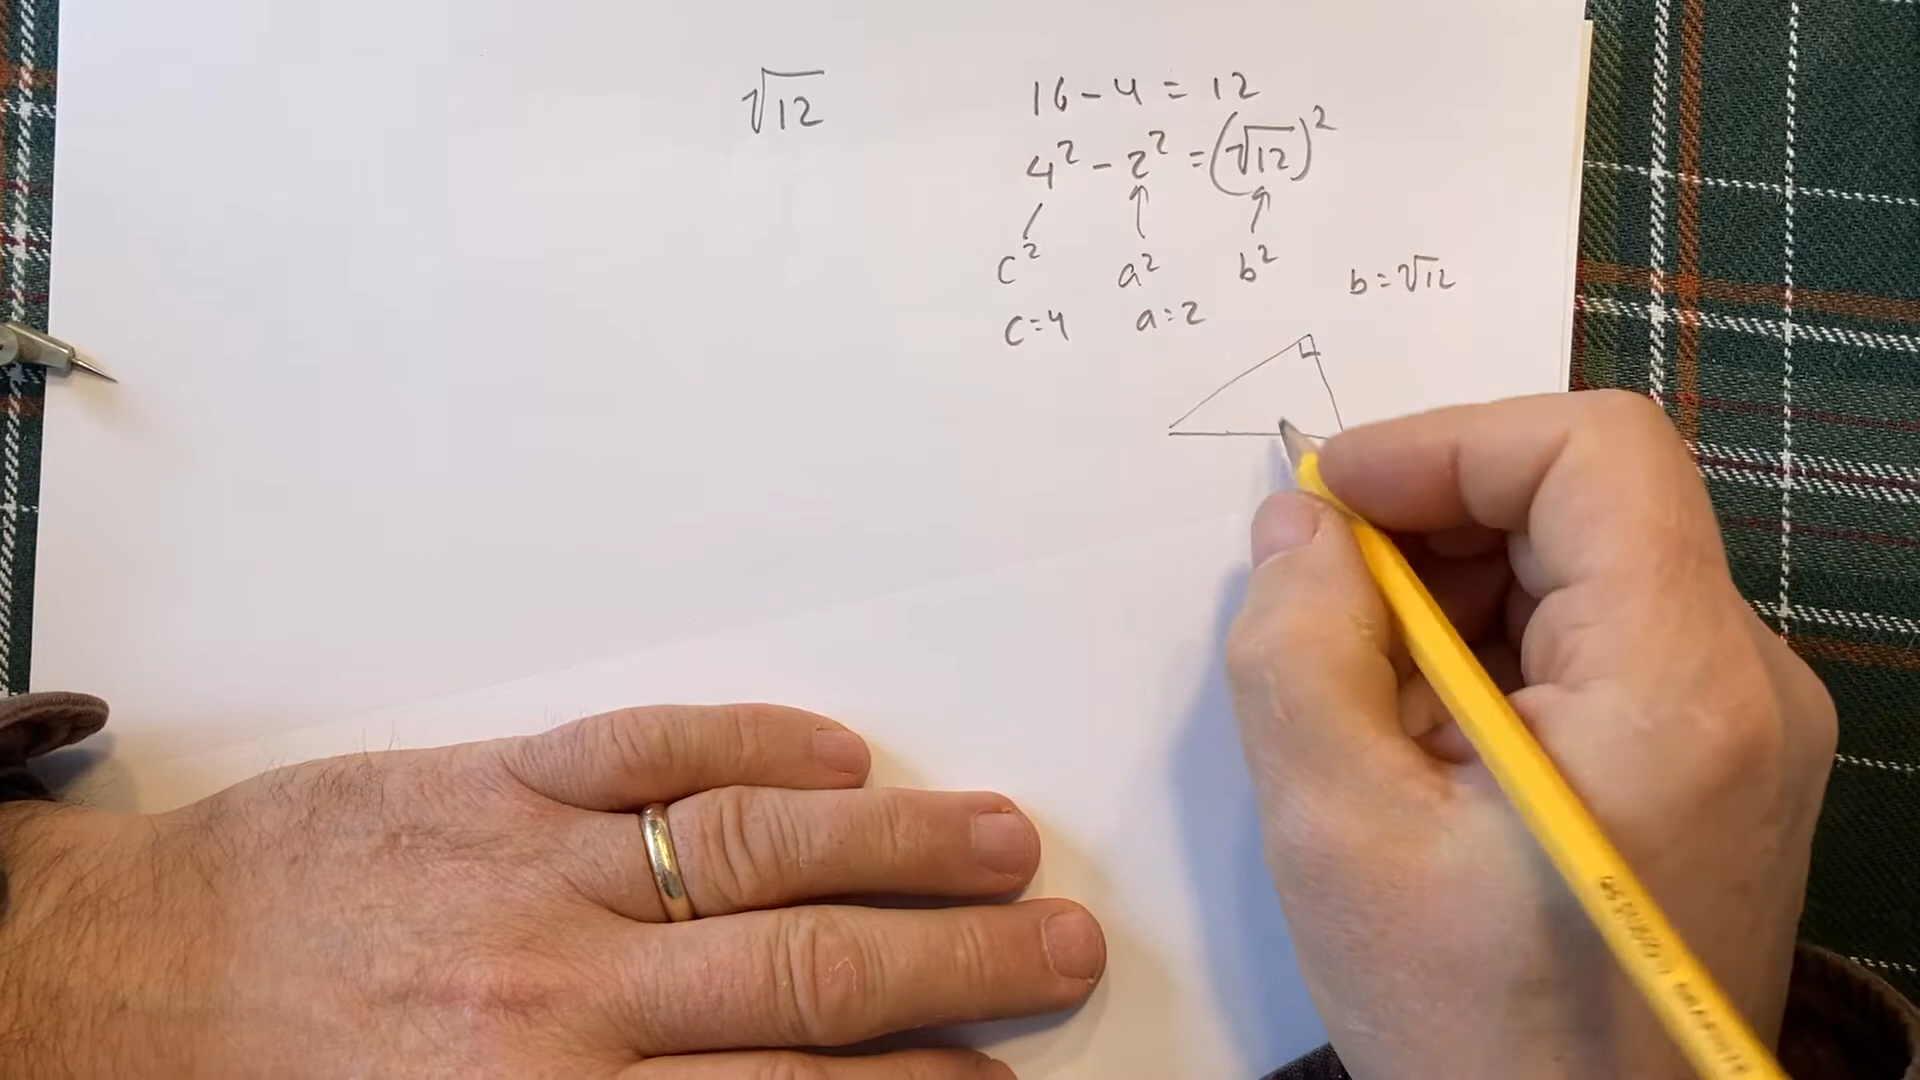 √12
16 - 4 = 12
4² - 2² = (√12)²
c² a² b² b = √12
c = 4 a = 2